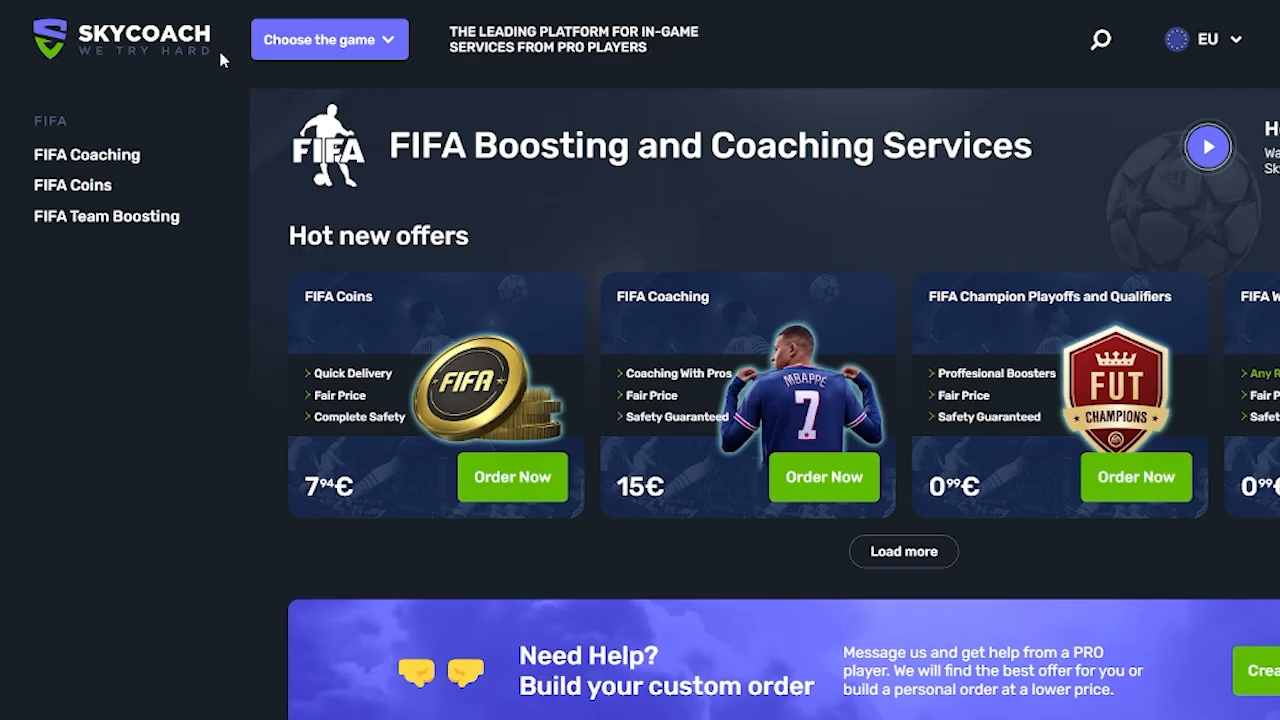 SKYCOACH
WE TRY HARD
Choose the game
THE LEADING PLATFORM FOR IN-GAME
SERVICES FROM PRO PLAYERS
EU
FIFA
FIFA Coaching
FIFA Coins
FIFA Team Boosting
FIFA
FIFA Boosting and Coaching Services
Hot new offers
FIFA Coins
Quick Delivery
Fair Price
Complete Safety
FIFA
794€
Order Now
FIFA Coaching
Coaching With Pros
Fair Price
Safety Guaranteed
MBAPPÉ
7
15€
Order Now
FIFA Champion Playoffs and Qualifiers
Proffesional Boosters
Fair Price
Safety Guaranteed
FUT
CHAMPIONS
099€
Order Now
FIFA
Any
Fair
099€
Load more
Need Help?
Build your custom order
Message us and get help from a PRO
player. We will find the best offer for you or
build a personal order at a lower price.